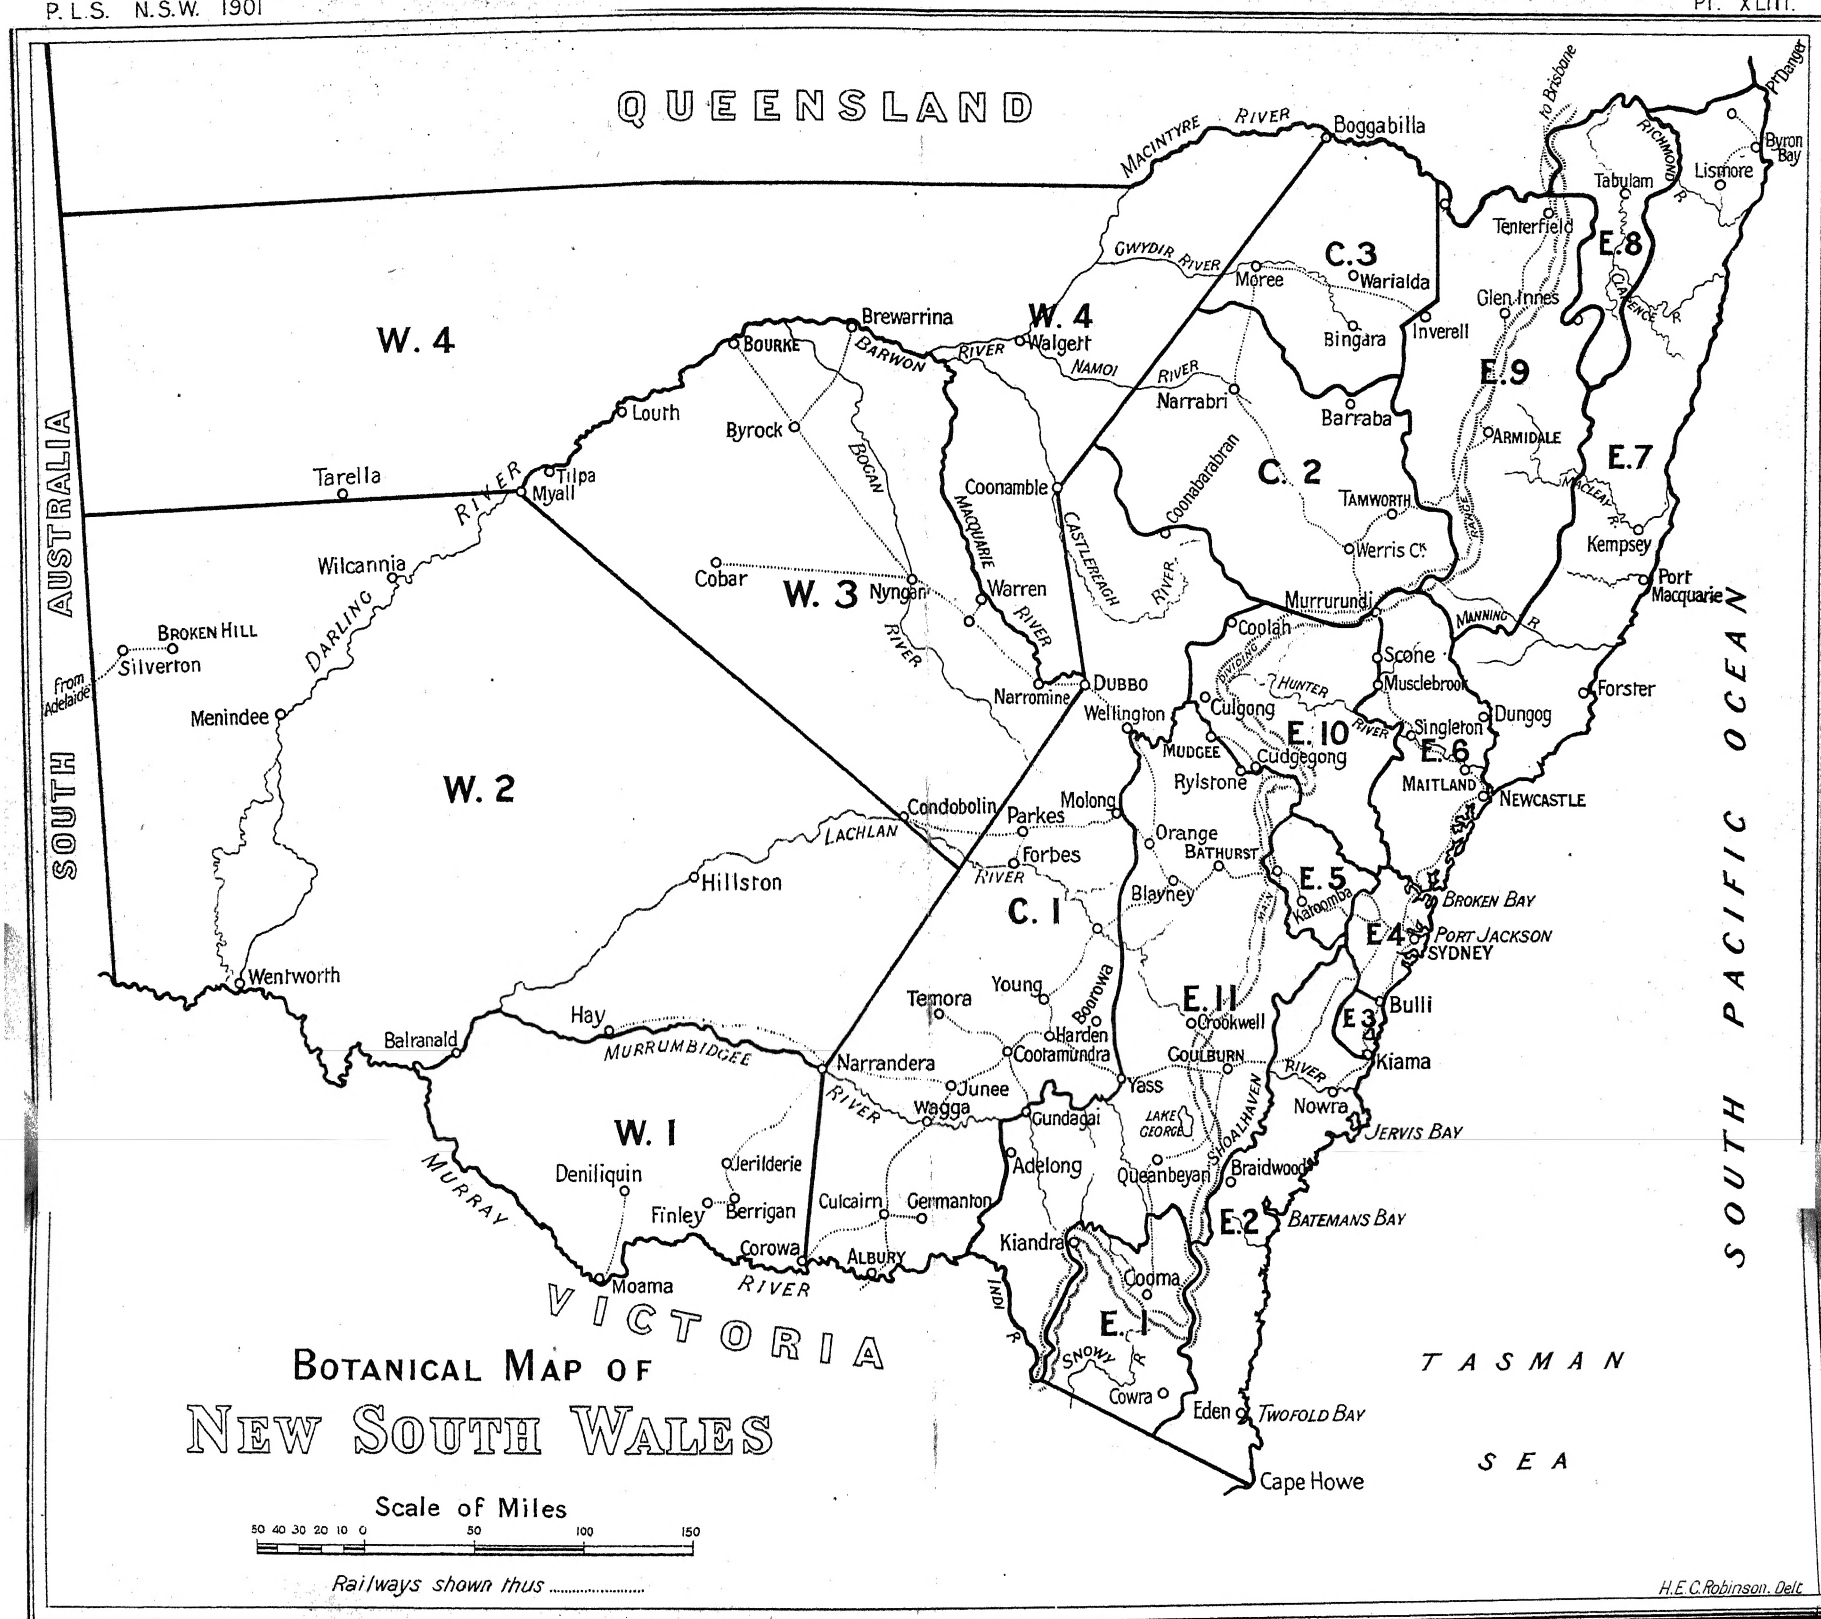 P.L.S. N.S.W. 1901
Pl. XLIII.
QUEENSLAND
MACINTYRE RIVER
Boggabilla
to Brisbane
Pt Danger
RICHMOND R.
Byron Bay
Lismore
Tabulam
Tenterfield
E.8
C.3
GWYDIR RIVER
Moree
Warialda
Glen Innes
CLARENCE R.
W. 4
W. 4
Brewarrina
BOURKE
BARWON RIVER
Walgett
Bingara
Inverell
NAMOI RIVER
Narrabri
Barraba
E.9
Louth
Byrock
BOGAN RIVER
ARMIDALE
E.7
SOUTH AUSTRALIA
Tarella
RIVER
Tilpa
Myall
Coonamble
Coonabarabran
C. 2
TAMWORTH
RANGE
MACLEAY R.
Kempsey
MACQUARIE RIVER
CASTLEREAGH RIVER
Werris Ck
Wilcannia
DARLING
Cobar
W. 3
Nyngan
Warren
Murrurundi
MANNING R
Port Macquarie
BROKEN HILL
Silverton
From Adelaide
Coolah
DIVIDING
Scone
Musclebrook
HUNTER RIVER
Forster
Menindee
Narromine
DUBBO
Wellington
Culgong
Singleton
Dungog
E. 10
E. 6
MUDGEE
Cudgegong
Rylstone
MAITLAND
NEWCASTLE
W. 2
Condobolin
LACHLAN RIVER
Parkes
Molong
Forbes
Orange
BATHURST
Hillston
Blayney
E. 5
Katoomba
MAIN
BROKEN BAY
C. 1
E4
PORT JACKSON
SYDNEY
Wentworth
Temora
Young
Boorowa
E. 11
Crookwell
Bulli
E 3
Hay
Balranald
MURRUMBIDGEE RIVER
Harden
Cootamundra
GOULBURN
Kiama
Narrandera
Junee
Yass
RIVER
Nowra
Wagga
Gundagai
LAKE GEORGE
SHOALHAVEN
JERVIS BAY
W. 1
Jerilderie
Deniliquin
Adelong
Queanbeyan
Braidwood
MURRAY RIVER
Finley
Berrigan
Culcairn
Germanton
E.2
BATEMANS BAY
Corowa
ALBURY
Kiandra
Cooma
Moama
VICTORIA
INDI R.
E. 1
SNOWY R
Cowra
Eden
TWOFOLD BAY
Cape Howe
SOUTH PACIFIC OCEAN
TASMAN
SEA
BOTANICAL MAP OF
NEW SOUTH WALES
Scale of Miles
50 40 30 20 10 0 50 100 150
Railways shown thus ....................
H.E.C.Robinson. Delt